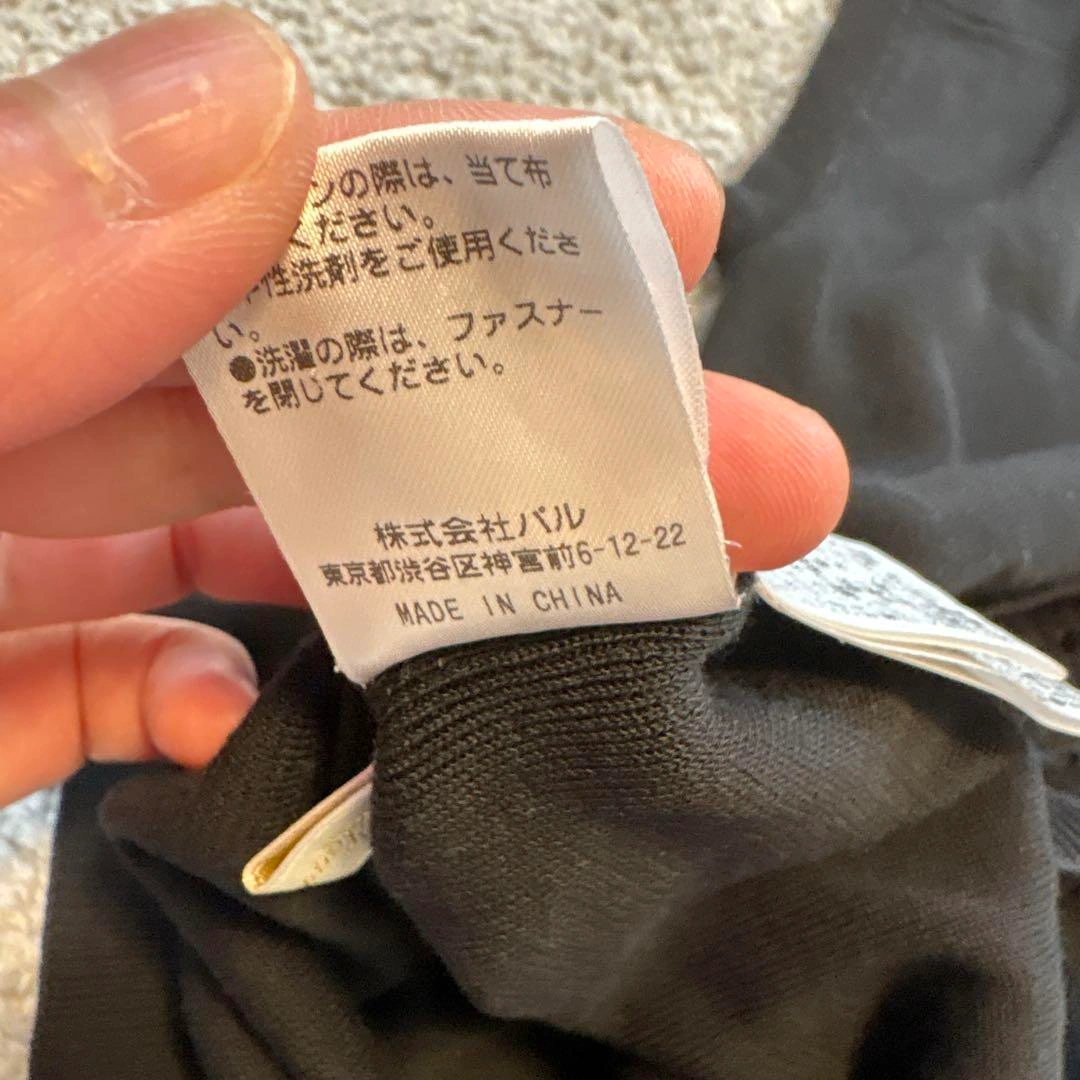 ンの際は、当て布
ください。
性洗剤をご使用くださ
い。
●洗濯の際は、ファスナー
を閉じてください。
株式会社パル
東京都渋谷区神宮前6-12-22
MADE IN CHINA